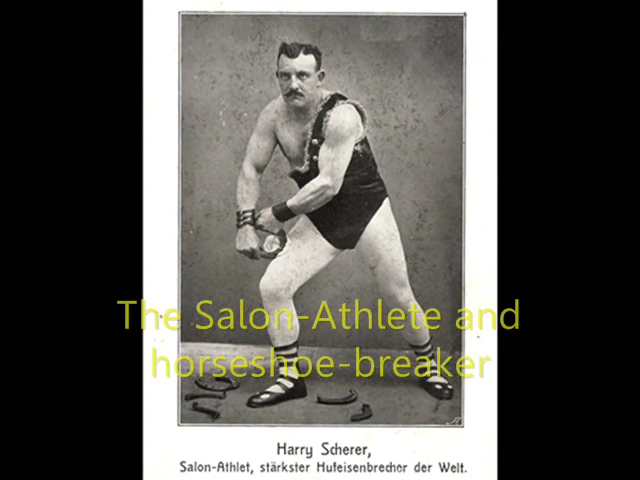 The Salon-Athlete and
horseshoe-breaker
Harry Scherer,
Salon-Athlet, stärkster Hufeisenbrecher der Welt.